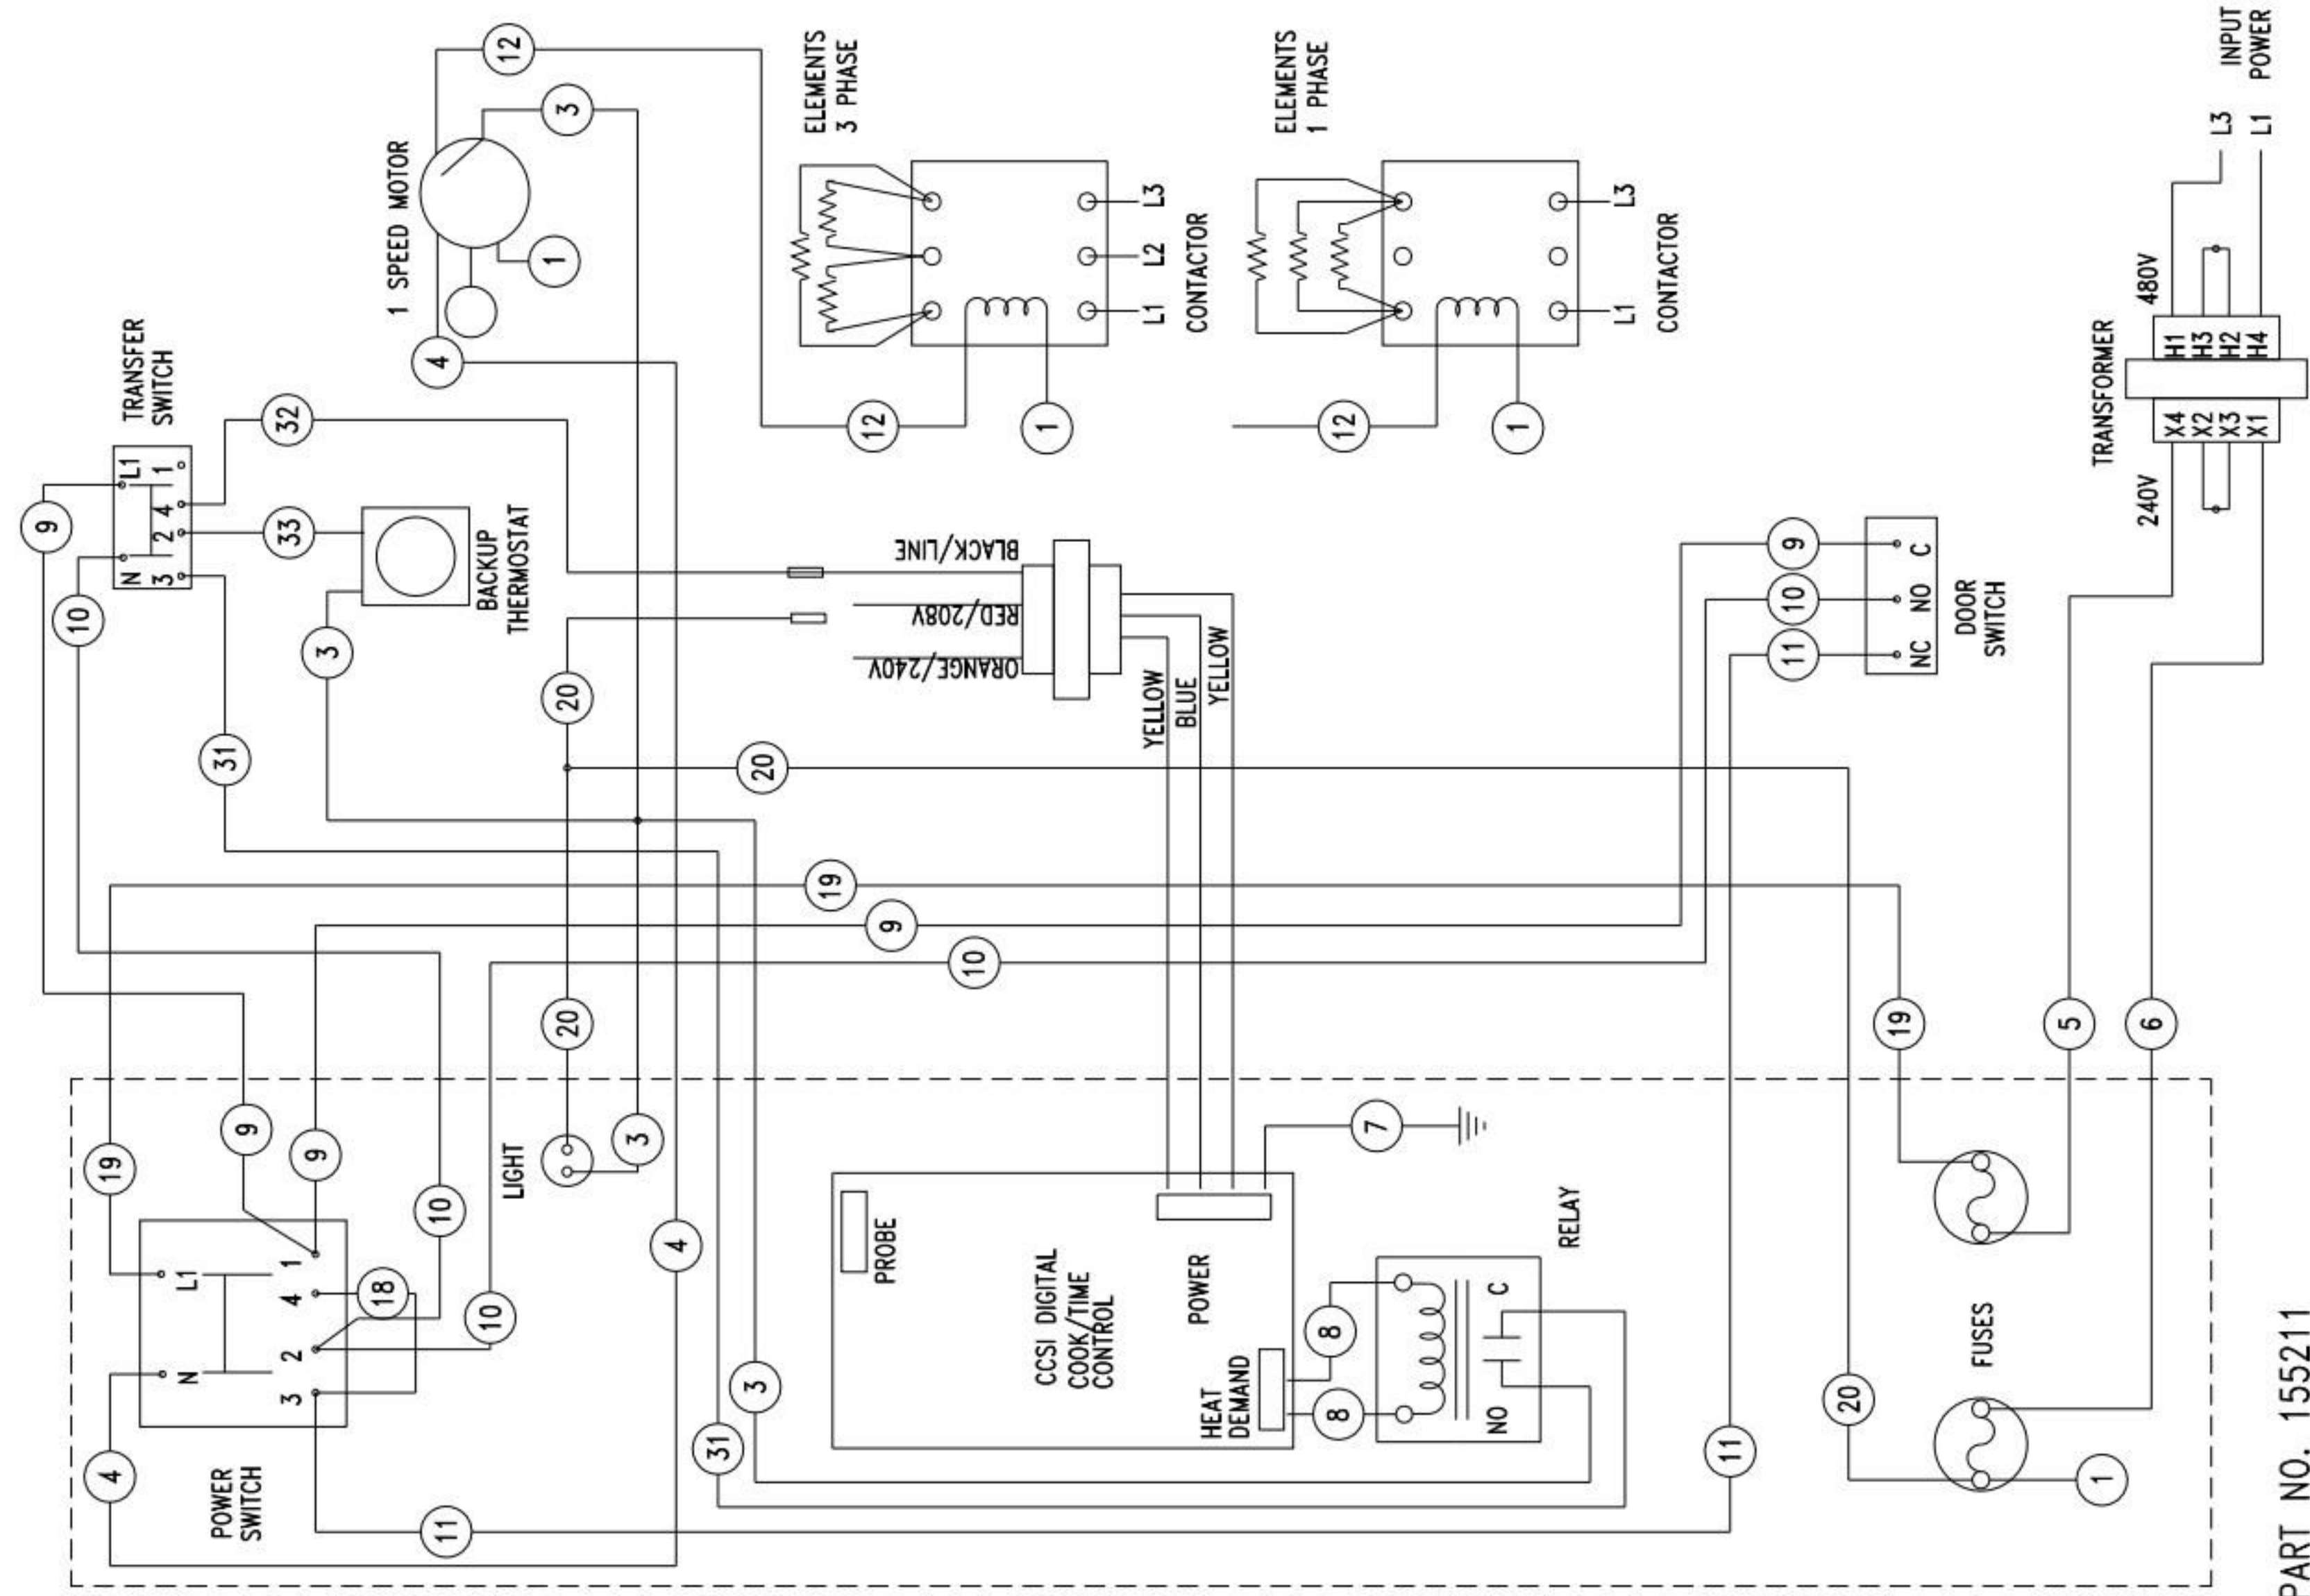 POWER
SWITCH
4
19
L1
N
3
2
4
1
18
9
9
10
10
11
10
9
TRANSFER
SWITCH
N
L1
3
2
4
1
31
33
32
3
BACKUP
THERMOSTAT
LIGHT
20
3
20
20
4
1 SPEED MOTOR
4
1
3
12
31
3
19
9
10
ORANGE/240V
RED/208V
BLACK/LINE
YELLOW
BLUE
YELLOW
ELEMENTS
3 PHASE
12
1
L1
L2
L3
CONTACTOR
ELEMENTS
1 PHASE
12
1
L1
L3
CONTACTOR
PROBE
CCSI DIGITAL
COOK/TIME
CONTROL
POWER
HEAT
DEMAND
7
8
8
NO
C
RELAY
11
11
10
9
NC
NO
C
DOOR
SWITCH
20
FUSES
1
19
5
6
TRANSFORMER
240V
480V
X4
X2
X3
X1
H1
H3
H2
H4
L3
L1
INPUT
POWER
PART NO. 155211